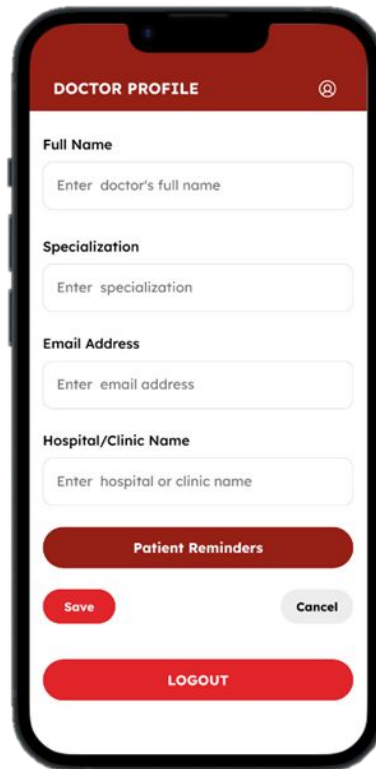 DOCTOR PROFILE
Full Name
Enter doctor's full name
Specialization
Enter specialization
Email Address
Enter email address
Hospital/Clinic Name
Enter hospital or clinic name
Patient Reminders
Save Cancel
LOGOUT